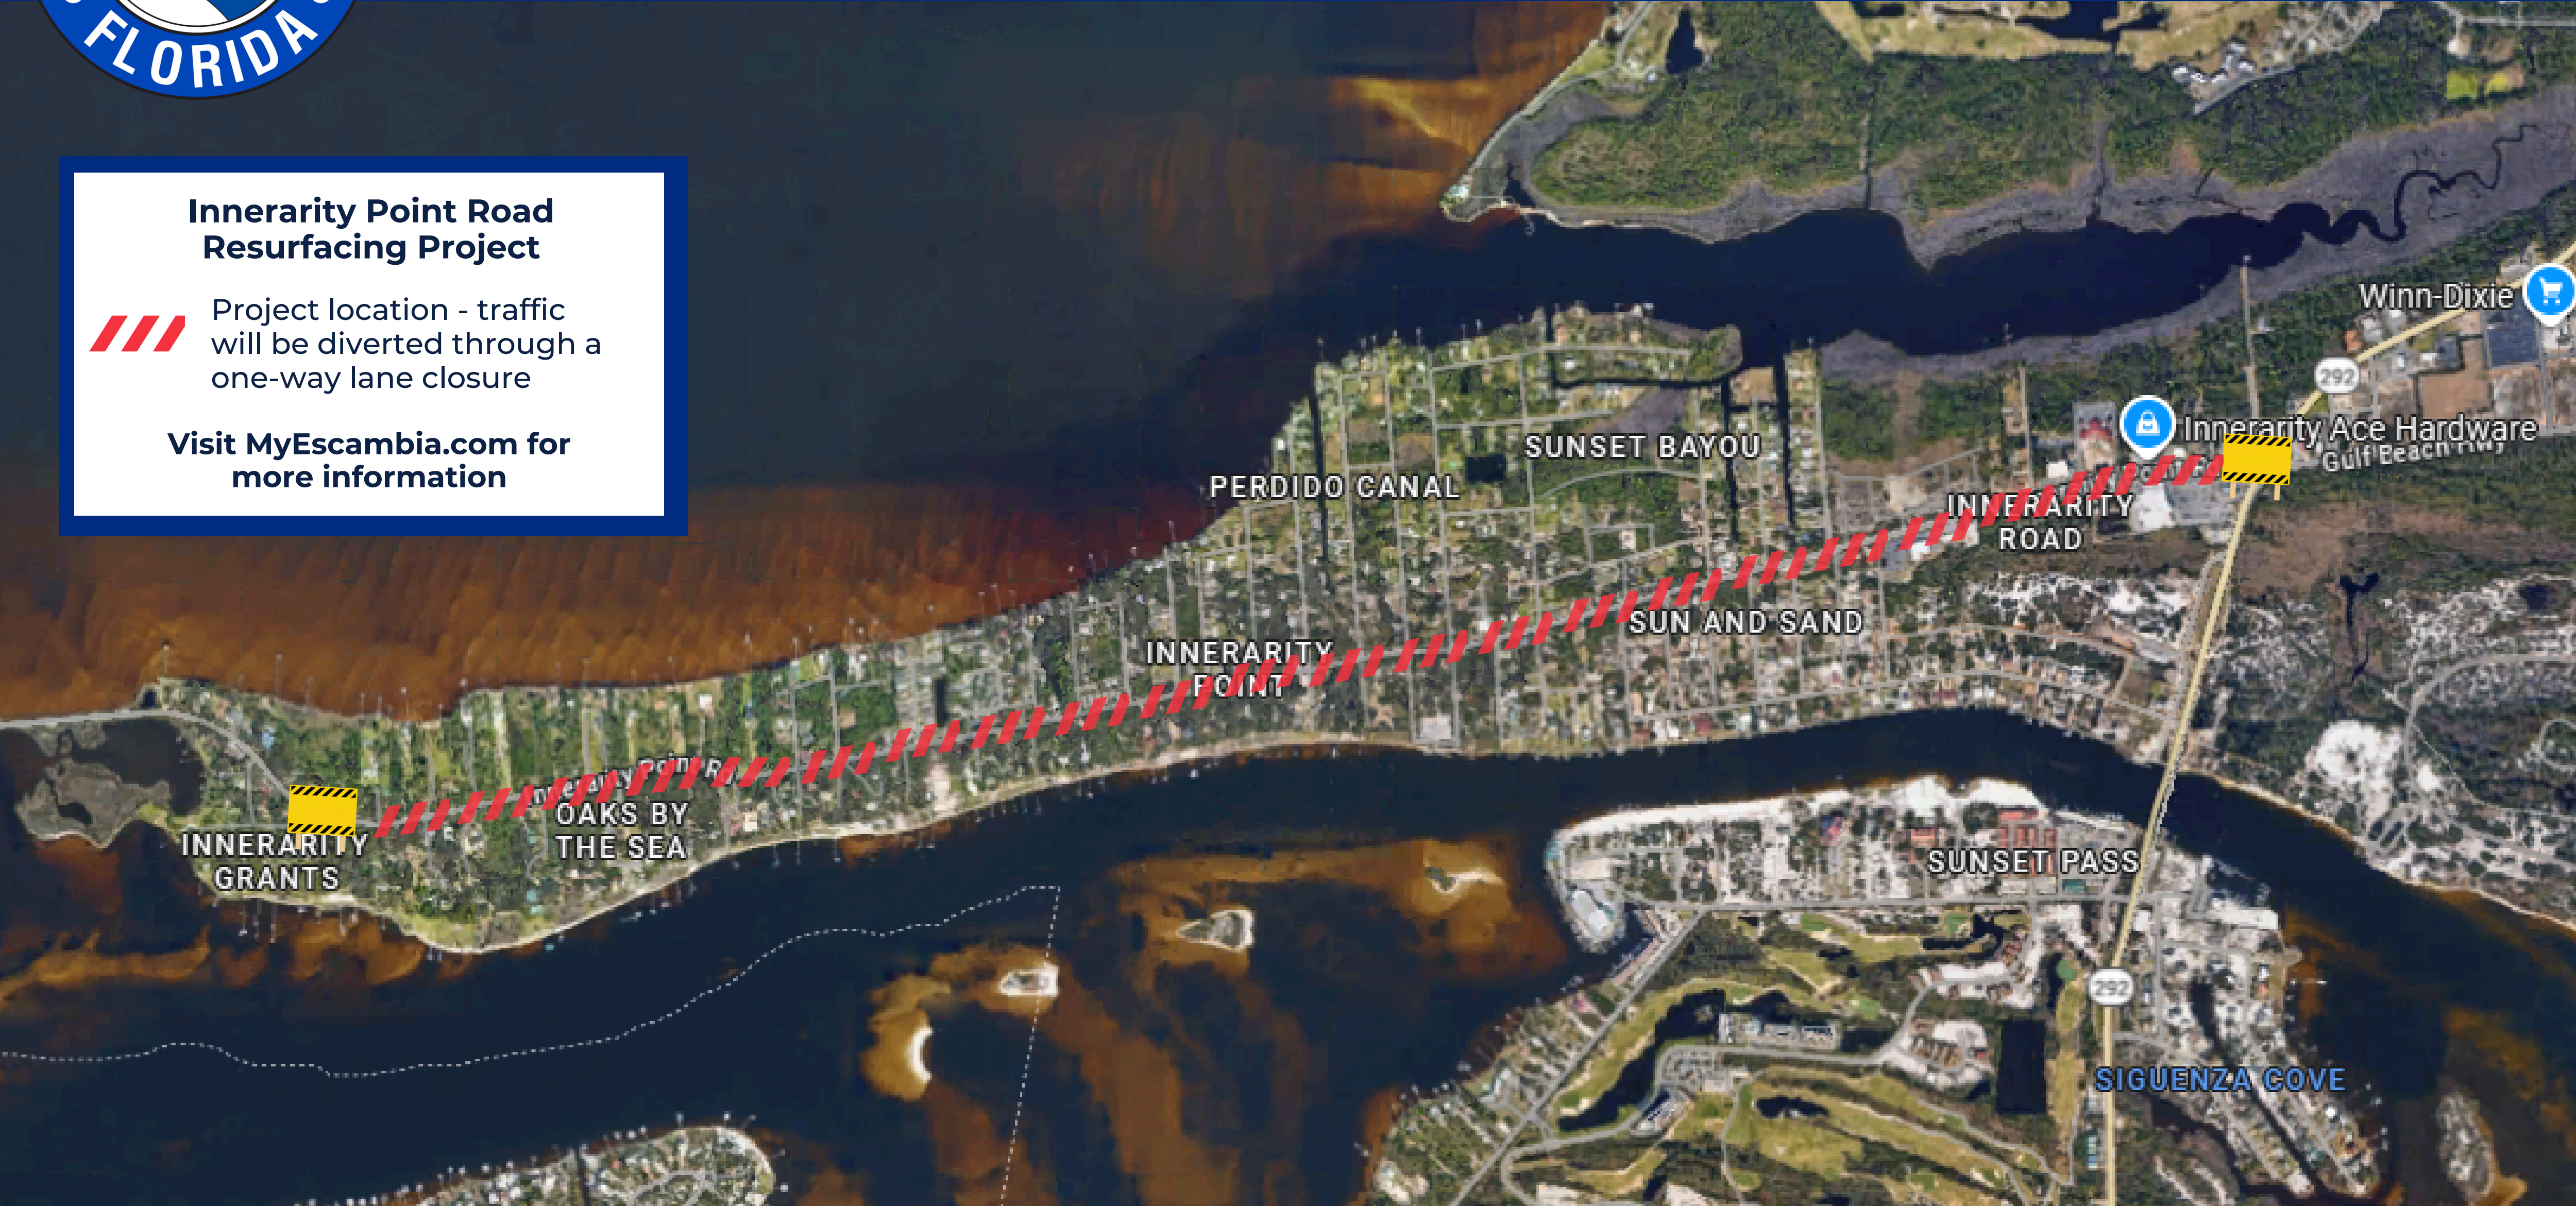 FLORIDA
Innerarity Point Road
Resurfacing Project
Project location - traffic
will be diverted through a
one-way lane closure
Visit MyEscambia.com for
more information
Winn-Dixie
292
Innerarity Ace Hardware
Gulf Beach Hwy
SUNSET BAYOU
PERDIDO CANAL
INNERARITY
ROAD
SUN AND SAND
INNERARITY
POINT
Innerarity Point R
OAKS BY
THE SEA
INNERARITY
GRANTS
SUNSET PASS
292
SIGUENZA COVE